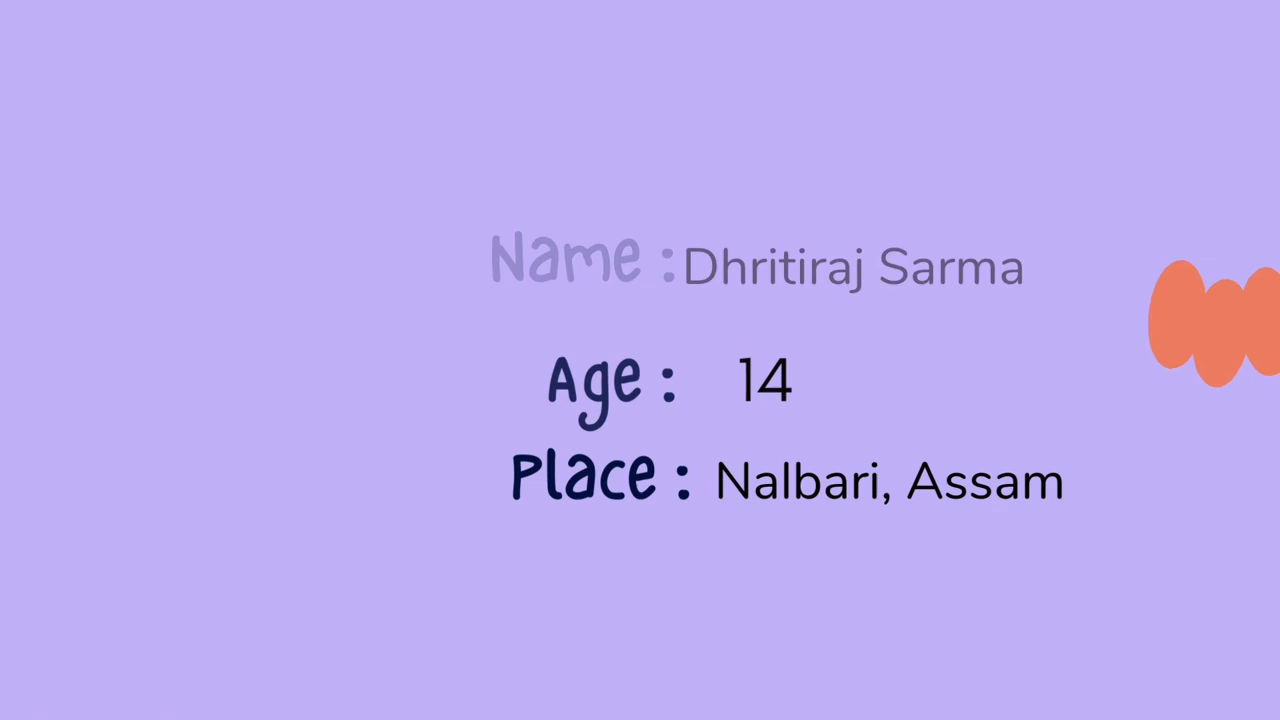 Name : Dhritiraj Sarma
Age : 14
Place : Nalbari, Assam